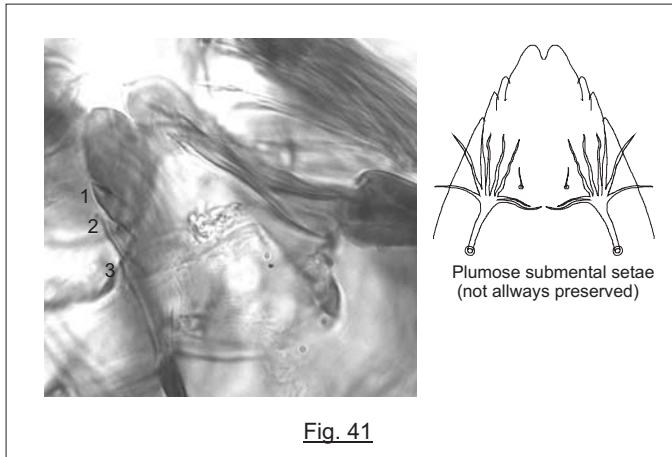 1
2
3
Plumose submental setae
(not allways preserved)
Fig. 41